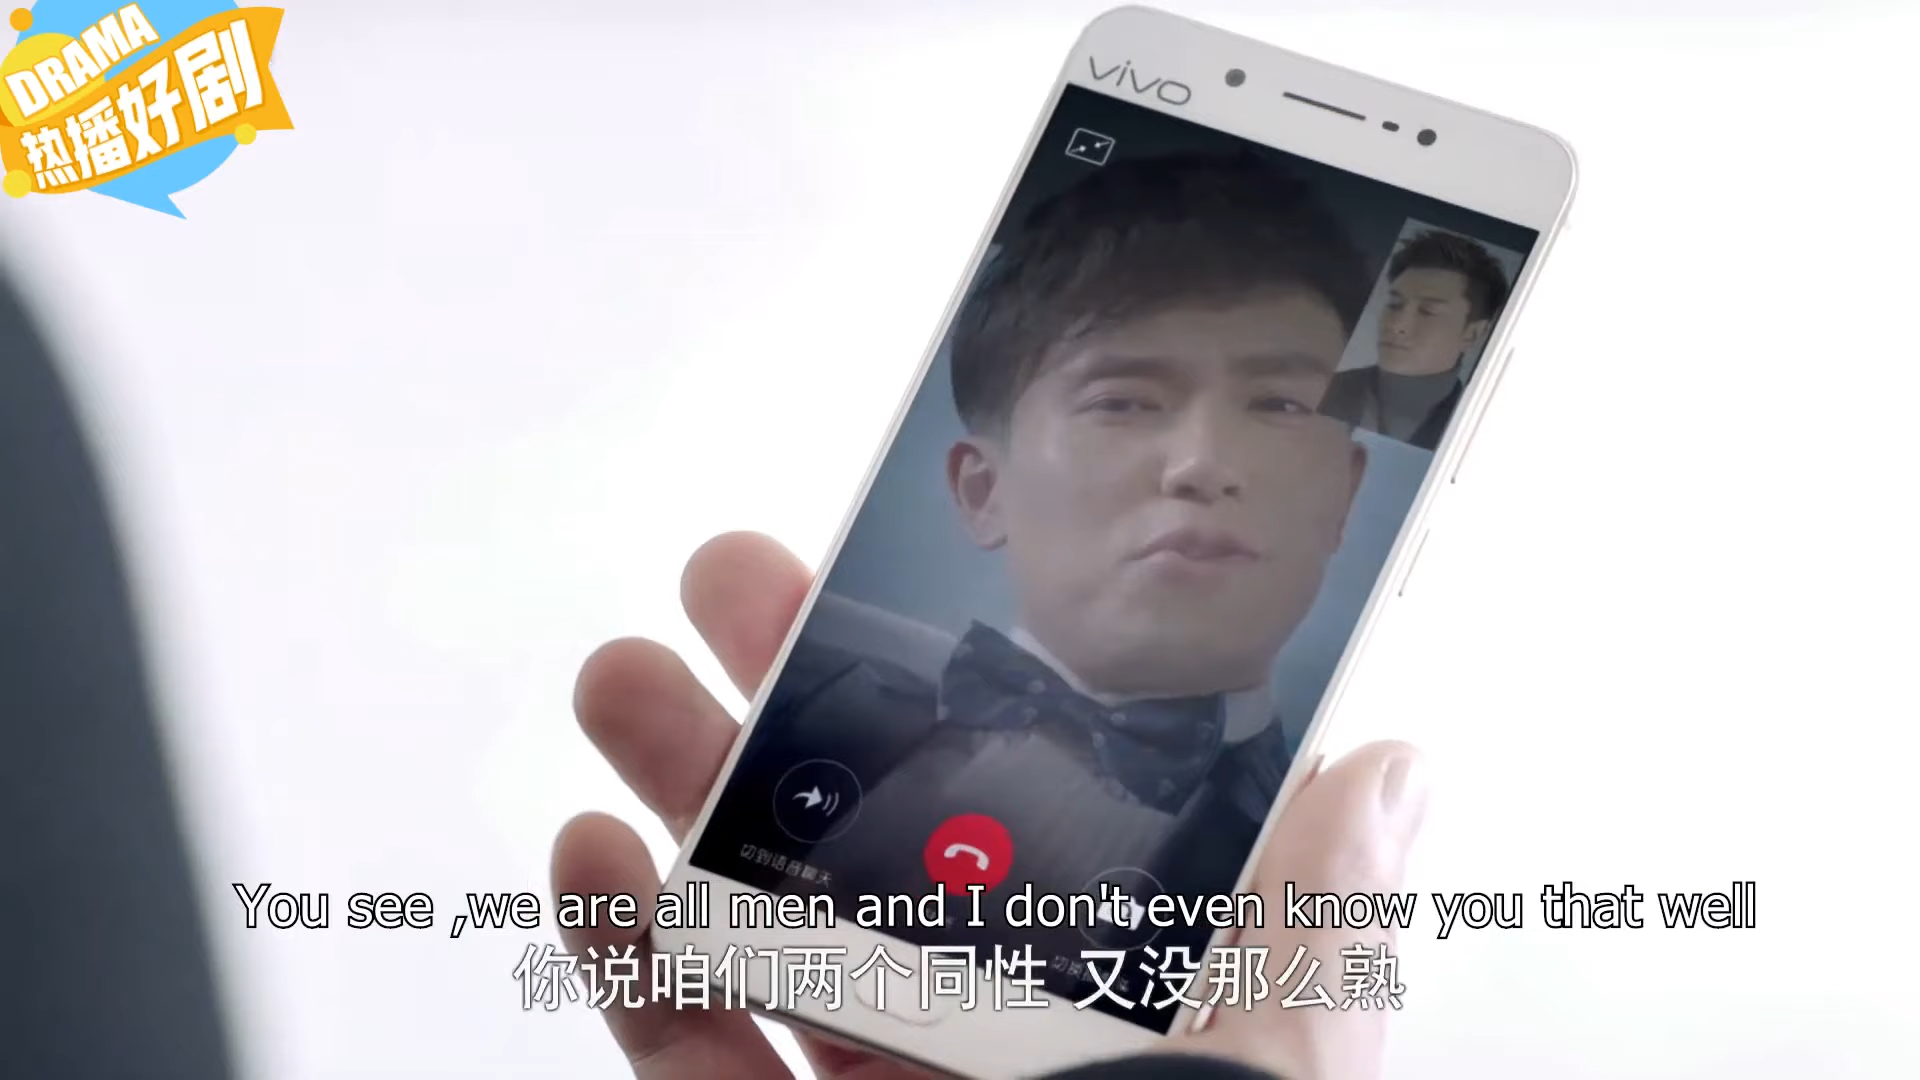 DRAMA
热播好剧
vivo
切到语音聊天
You see ,we are all men and I don't even know you that well
你说咱们两个同性 又没那么熟